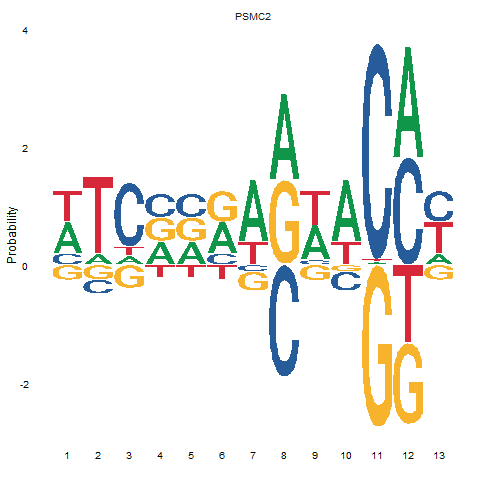 PSMC2
4
2
0
-2
Probability
T T C C C G A A T A C A C
A G G A T G A T C T
C A A A G
G G T T T T C G C G T G
C G G
1 2 3 4 5 6 7 8 9 10 11 12 13